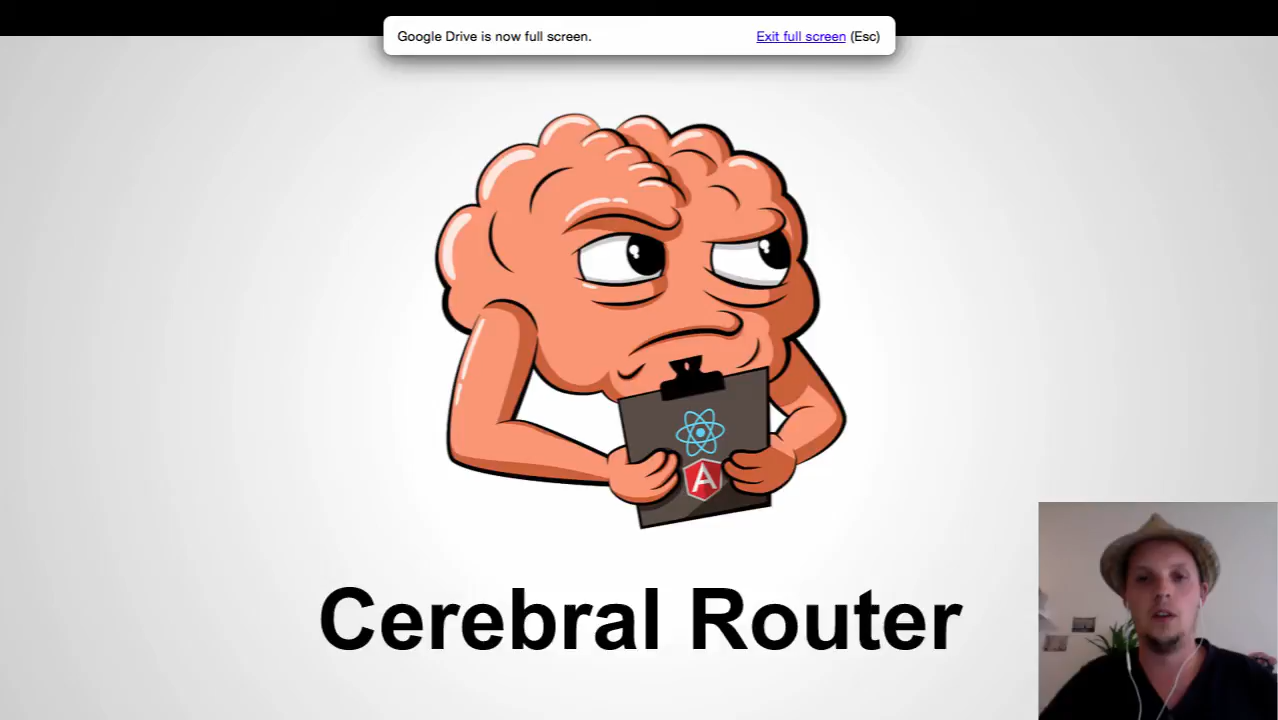 Google Drive is now full screen. Exit full screen (Esc)
A
Cerebral Router